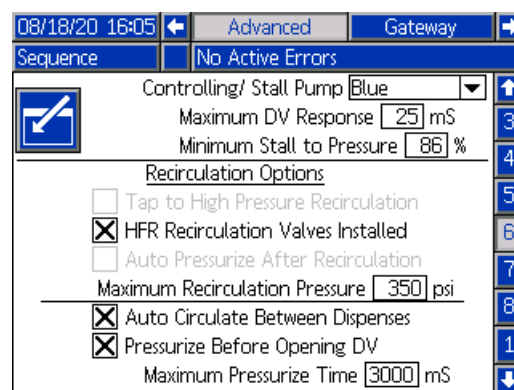 08/18/20 16:05 Advanced Gateway
Sequence No Active Errors
Controlling/ Stall Pump Blue
Maximum DV Response 25 mS
Minimum Stall to Pressure 86 %
Recirculation Options
Tap to High Pressure Recirculation
HFR Recirculation Valves Installed
Auto Pressurize After Recirculation
Maximum Recirculation Pressure 350 psi
Auto Circulate Between Dispenses
Pressurize Before Opening DV
Maximum Pressurize Time 3000 mS
3
4
5
6
7
8
1